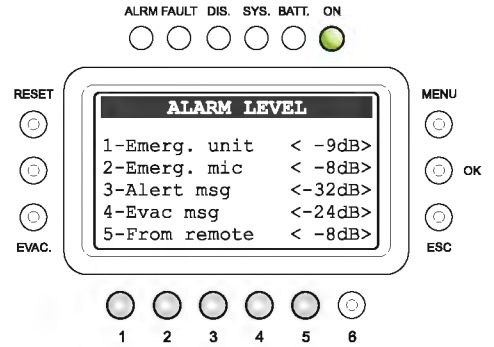 ALRM FAULT DIS. SYS. BATT. ON
RESET
MENU
ALARM LEVEL
1-Emerg. unit < -9dB>
2-Emerg. mic < -8dB>
3-Alert msg <-32dB>
4-Evac msg <-24dB>
5-From remote < -8dB>
OK
EVAC.
ESC
1 2 3 4 5 6